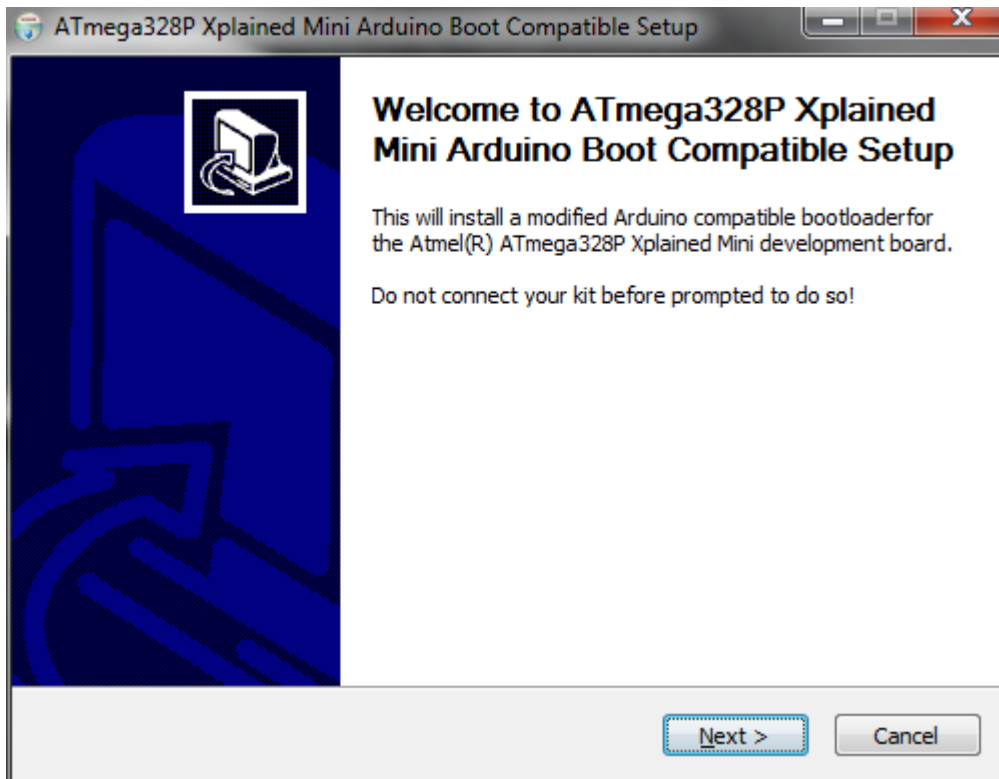 ATmega328P Xplained Mini Arduino Boot Compatible Setup
Welcome to ATmega328P Xplained
Mini Arduino Boot Compatible Setup
This will install a modified Arduino compatible bootloaderfor
the Atmel(R) ATmega328P Xplained Mini development board.
Do not connect your kit before prompted to do so!
Next >
Cancel